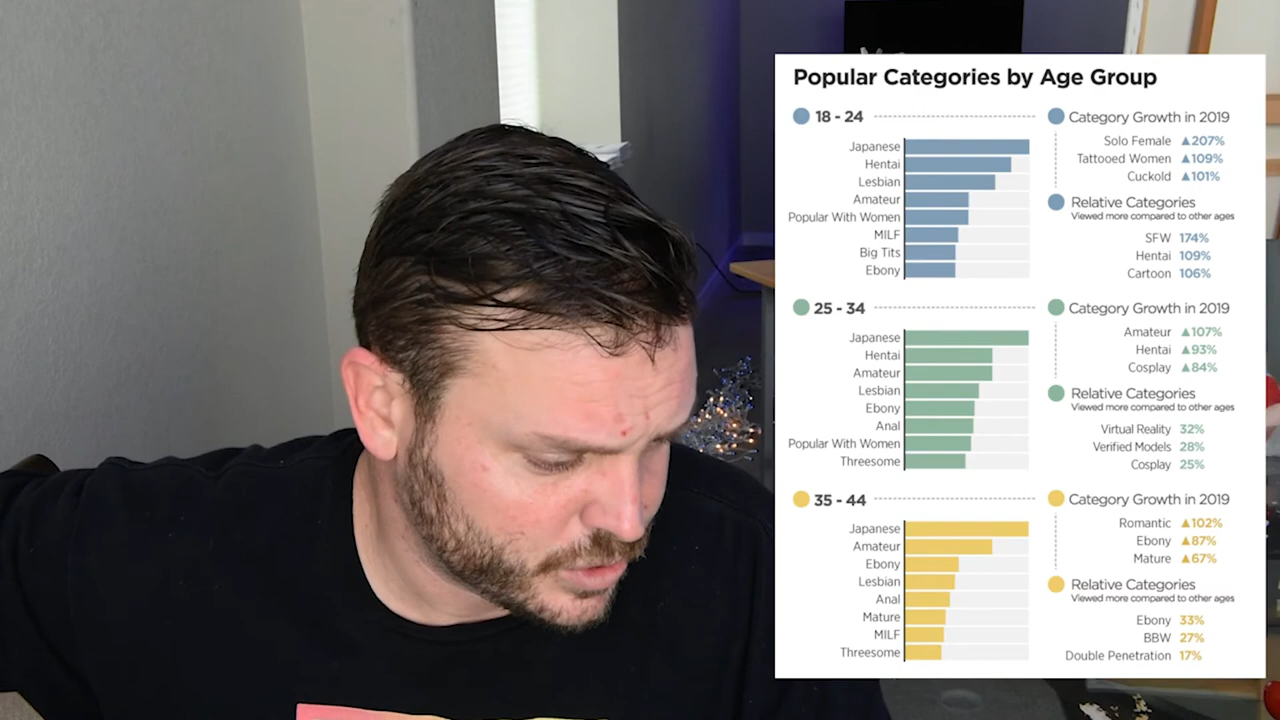 Popular Categories by Age Group
18 - 24
Japanese
Hentai
Lesbian
Amateur
Popular With Women
MILF
Big Tits
Ebony
Category Growth in 2019
Solo Female ▲207%
Tattooed Women ▲109%
Cuckold ▲101%
Relative Categories
Viewed more compared to other ages
SFW 174%
Hentai 109%
Cartoon 106%
25 - 34
Japanese
Hentai
Amateur
Lesbian
Ebony
Anal
Popular With Women
Threesome
Category Growth in 2019
Amateur ▲107%
Hentai ▲93%
Cosplay ▲84%
Relative Categories
Viewed more compared to other ages
Virtual Reality 32%
Verified Models 28%
Cosplay 25%
35 - 44
Japanese
Amateur
Ebony
Lesbian
Anal
Mature
MILF
Threesome
Category Growth in 2019
Romantic ▲102%
Ebony ▲87%
Mature ▲67%
Relative Categories
Viewed more compared to other ages
Ebony 33%
BBW 27%
Double Penetration 17%